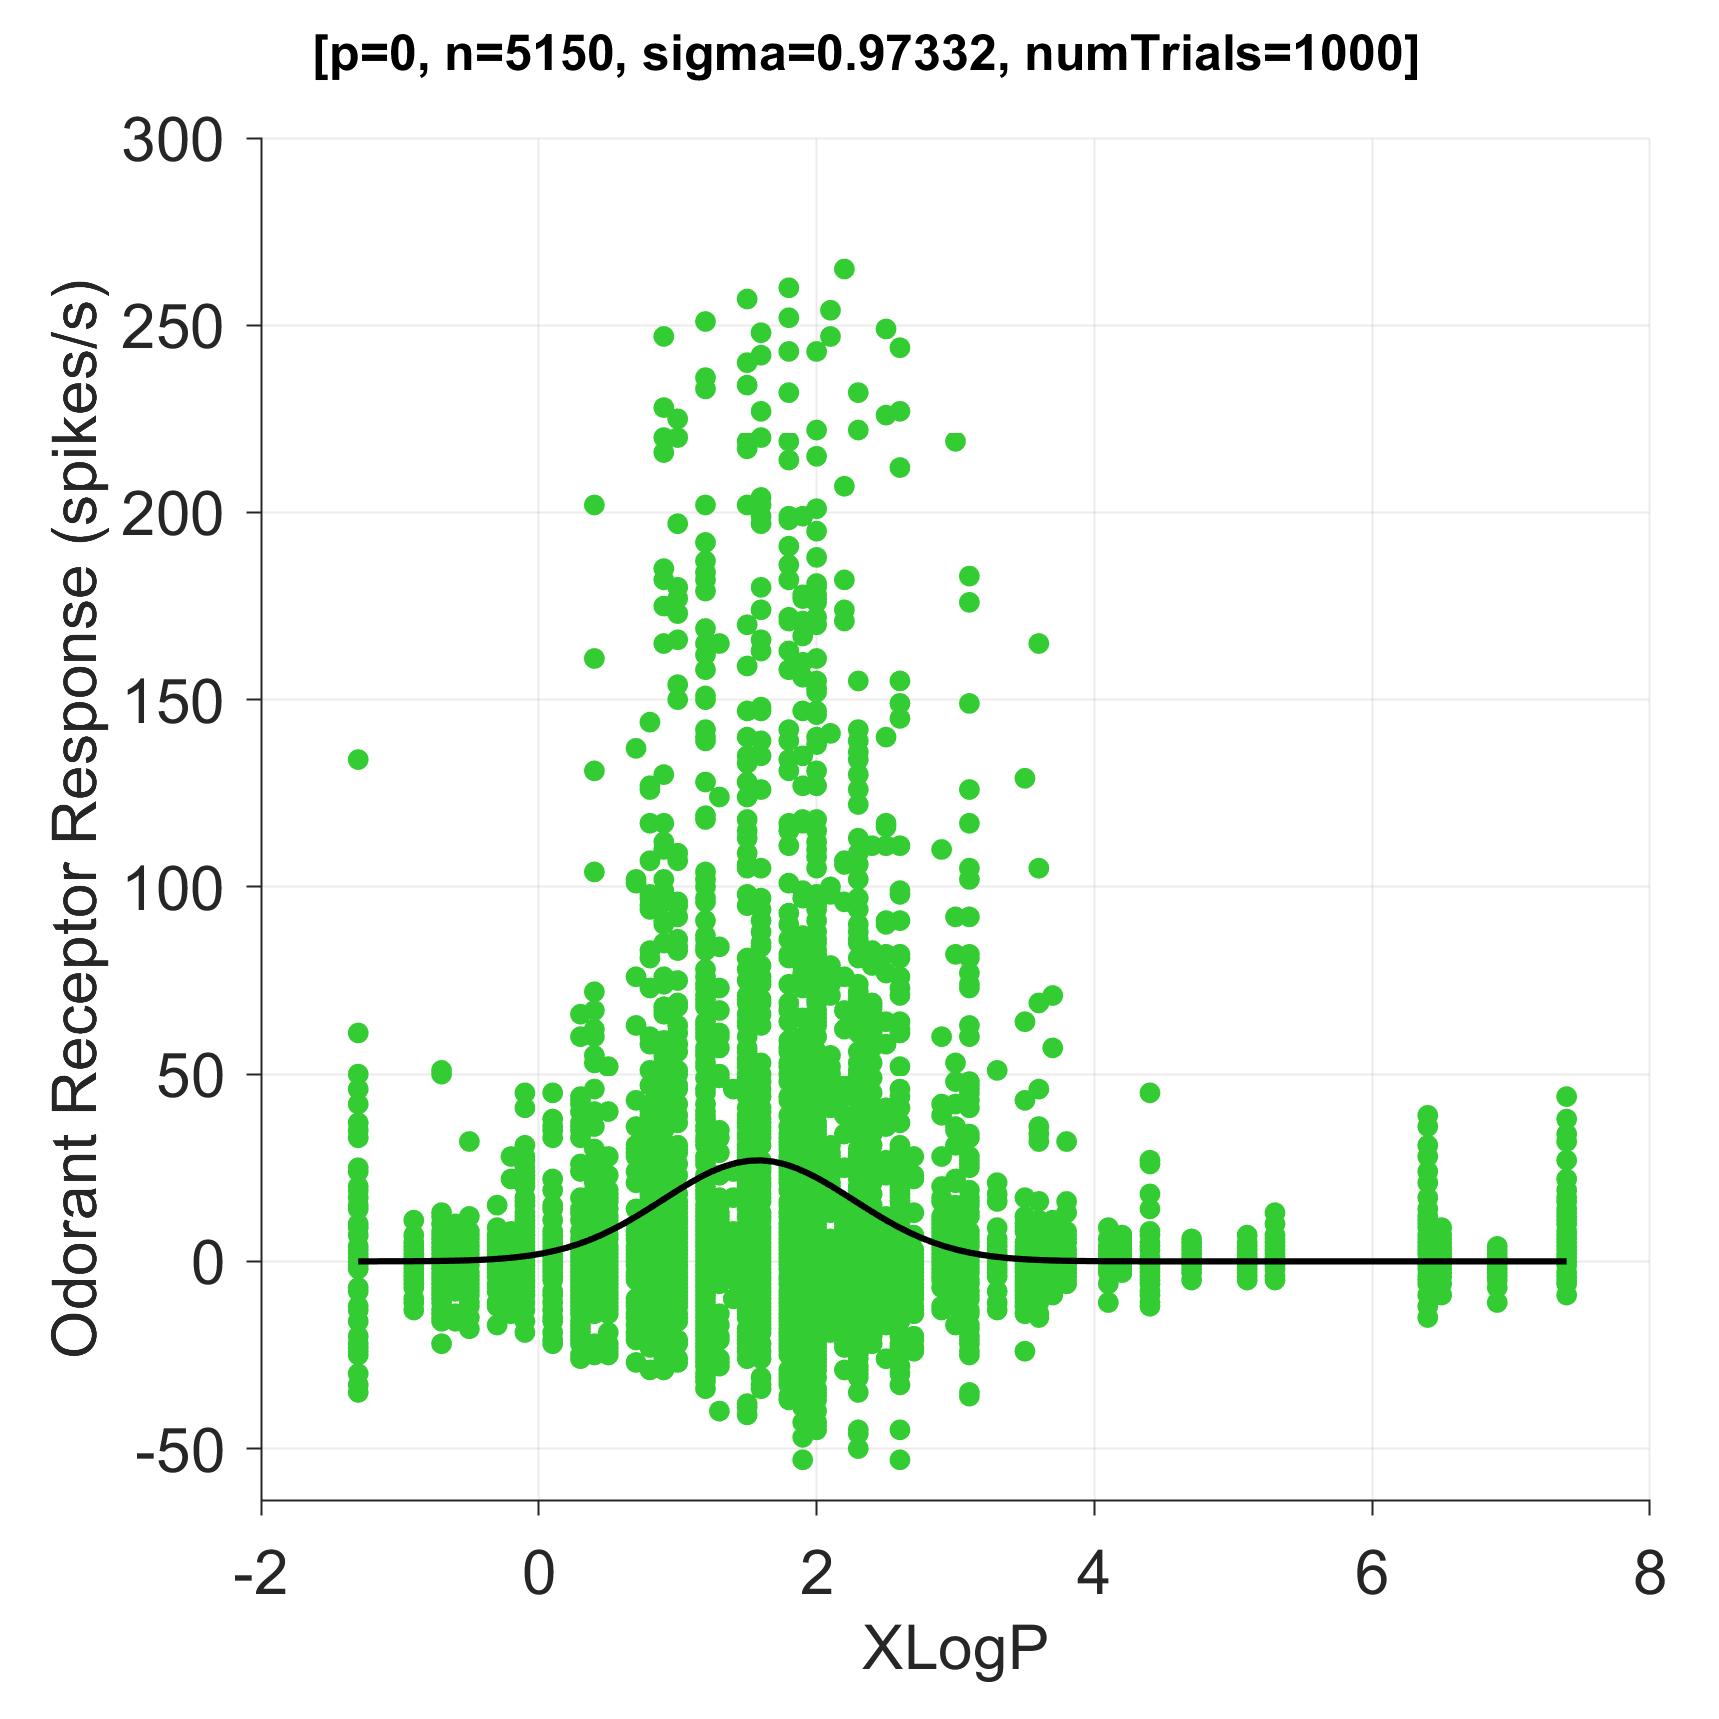 [p=0, n=5150, sigma=0.97332, numTrials=1000]
300
250
200
150
100
50
0
-50
Odorant Receptor Response (spikes/s)
-2 0 2 4 6 8
XLogP